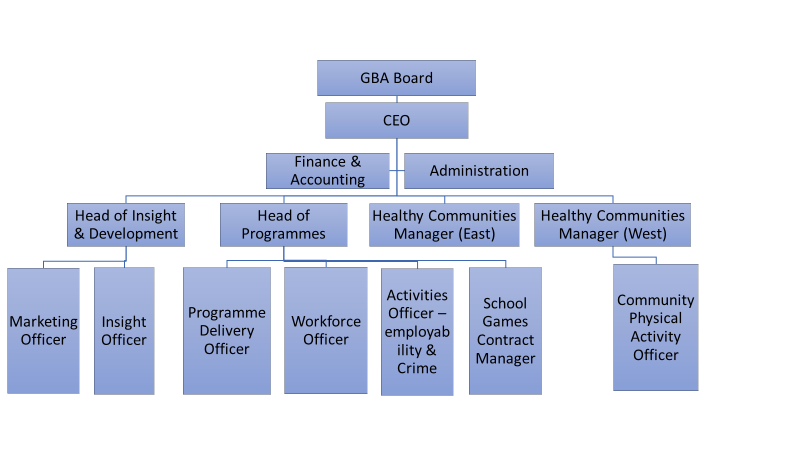 GBA Board
CEO
Finance &
Accounting
Administration
Head of Insight
& Development
Head of
Programmes
Healthy Communities
Manager (East)
Healthy Communities
Manager (West)
Marketing
Officer
Insight
Officer
Programme
Delivery
Officer
Workforce
Officer
Activities
Officer –
employab
ility &
Crime
School
Games
Contract
Manager
Community
Physical
Activity
Officer